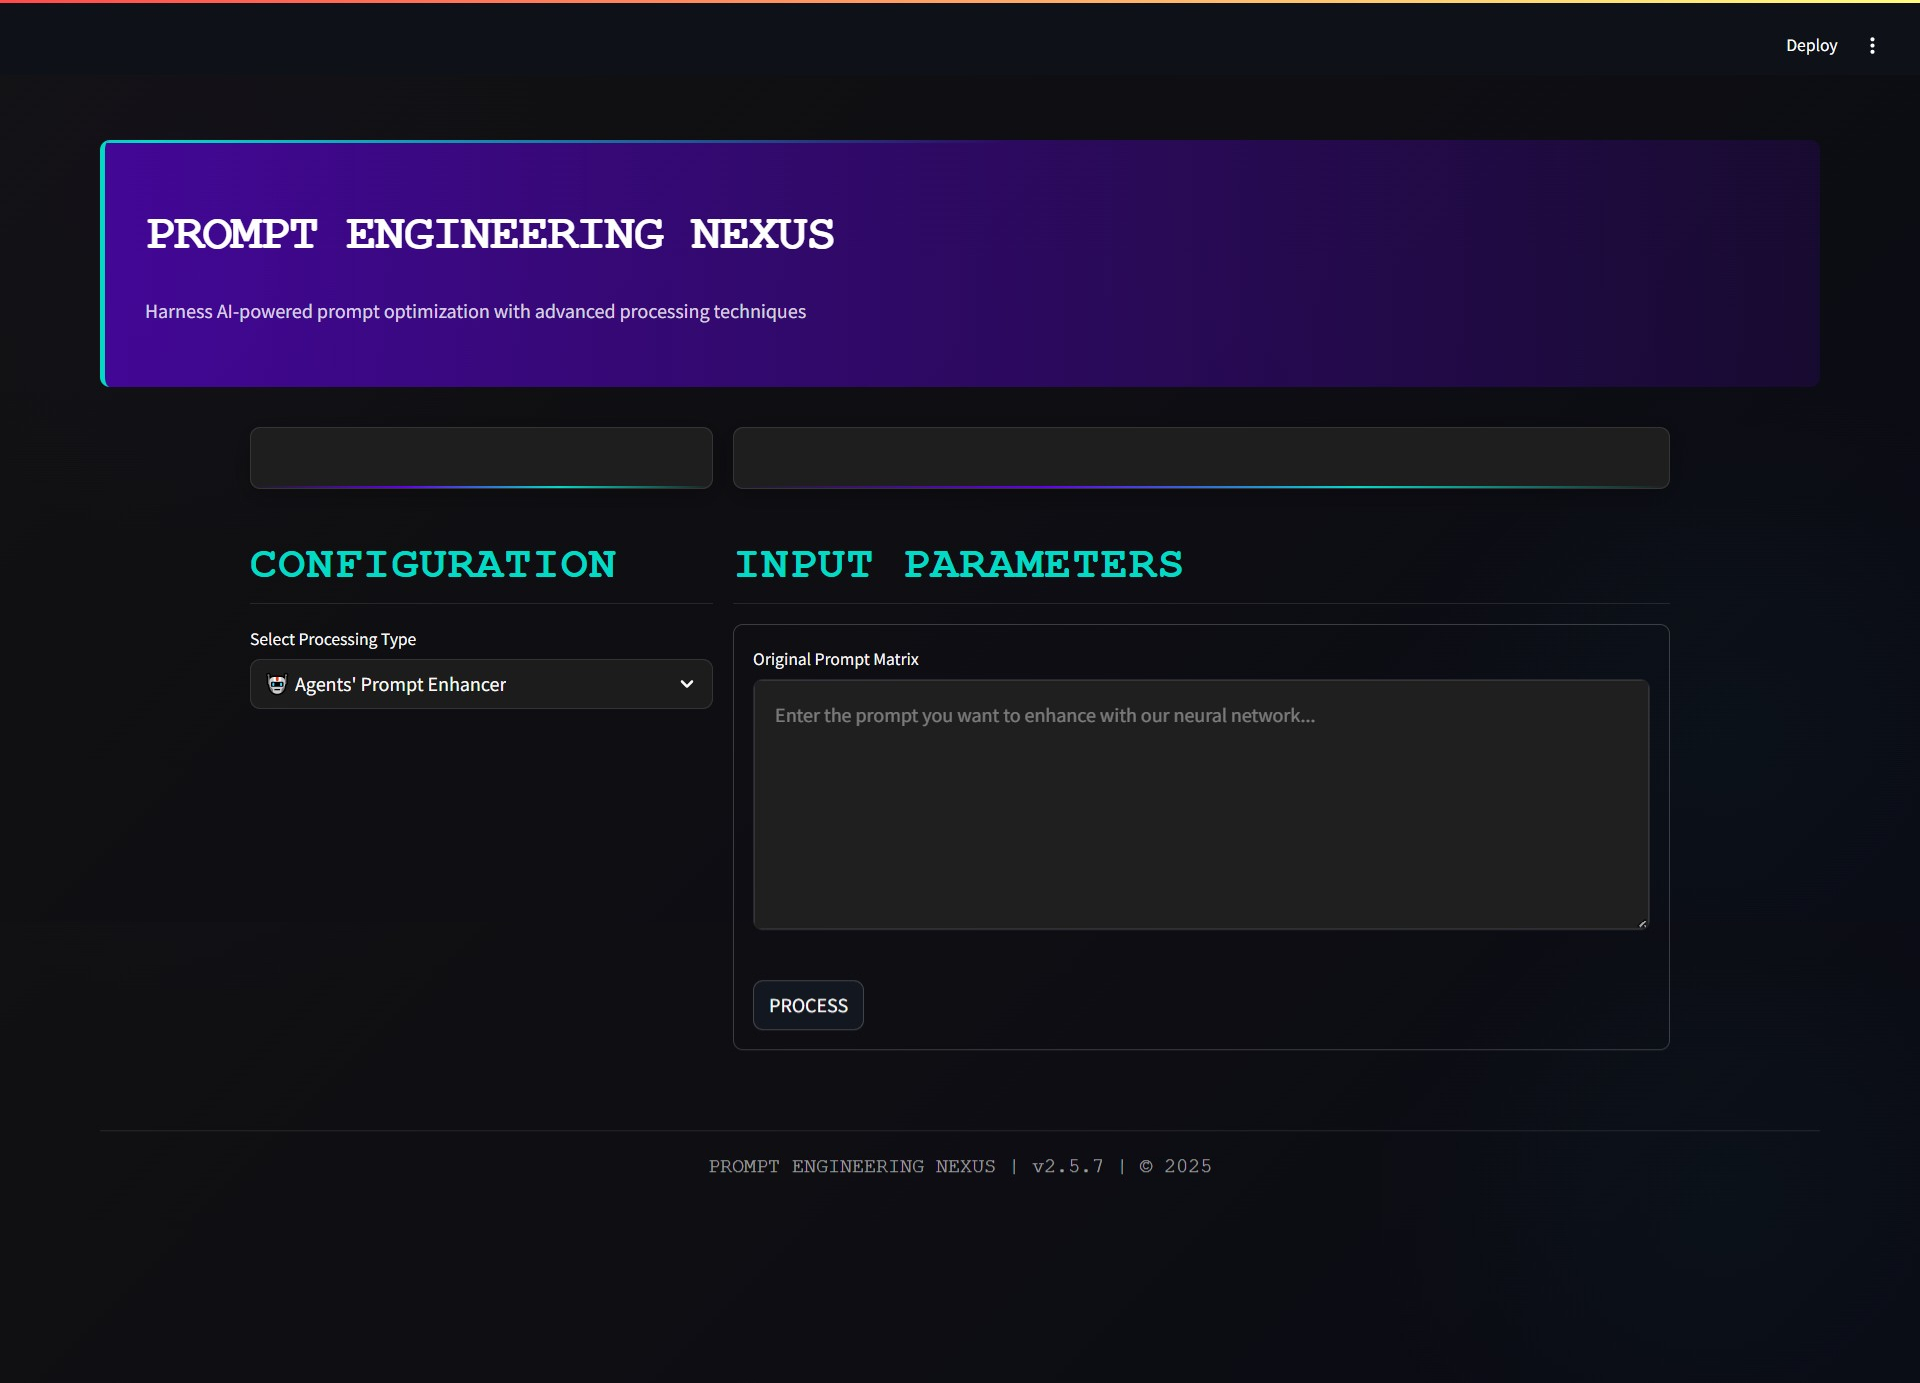 Deploy
PROMPT ENGINEERING NEXUS
Harness AI-powered prompt optimization with advanced processing techniques
CONFIGURATION
Select Processing Type
Agents' Prompt Enhancer
INPUT PARAMETERS
Original Prompt Matrix
Enter the prompt you want to enhance with our neural network...
PROCESS
PROMPT ENGINEERING NEXUS | v2.5.7 | © 2025